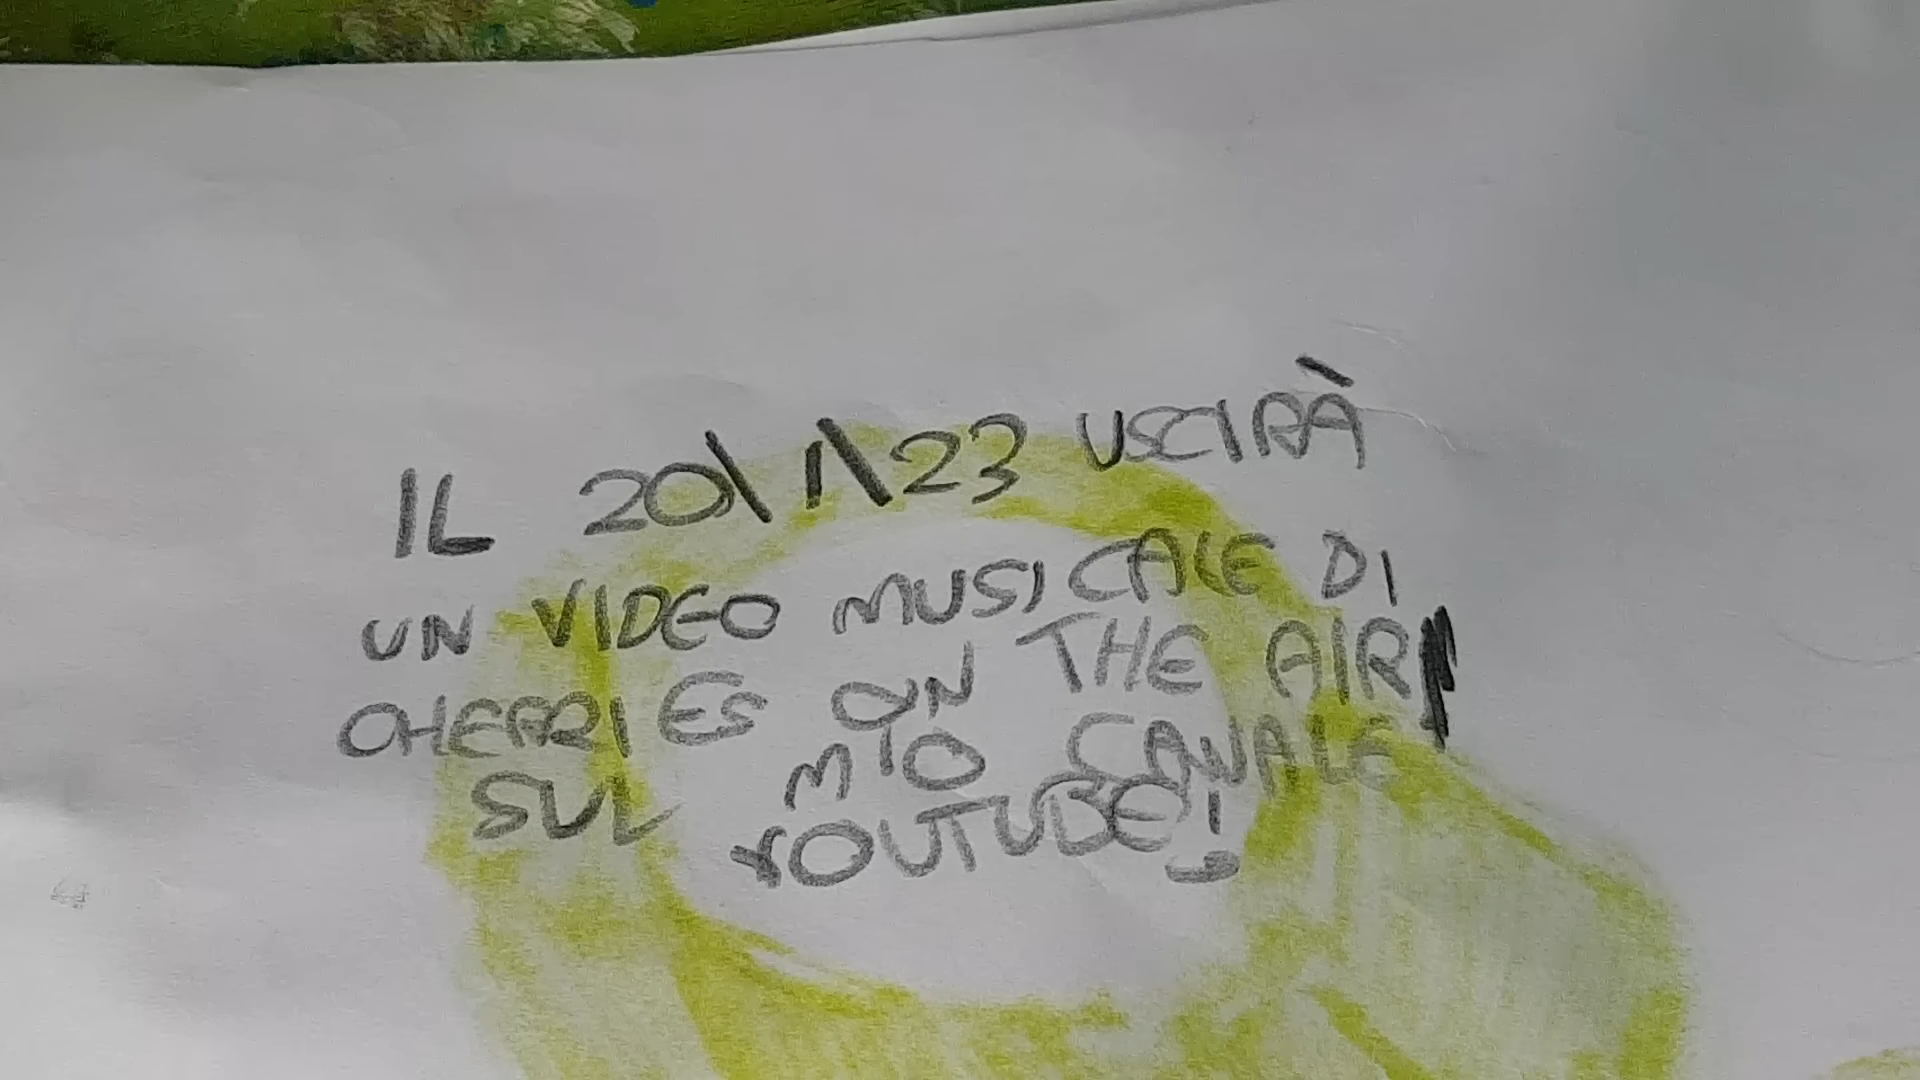 IL 20\1\23 USCIRÀ
UN VIDEO MUSICALE DI
CHERRIES ON THE AIR
SUL MIO CANALE
YOUTUBE!